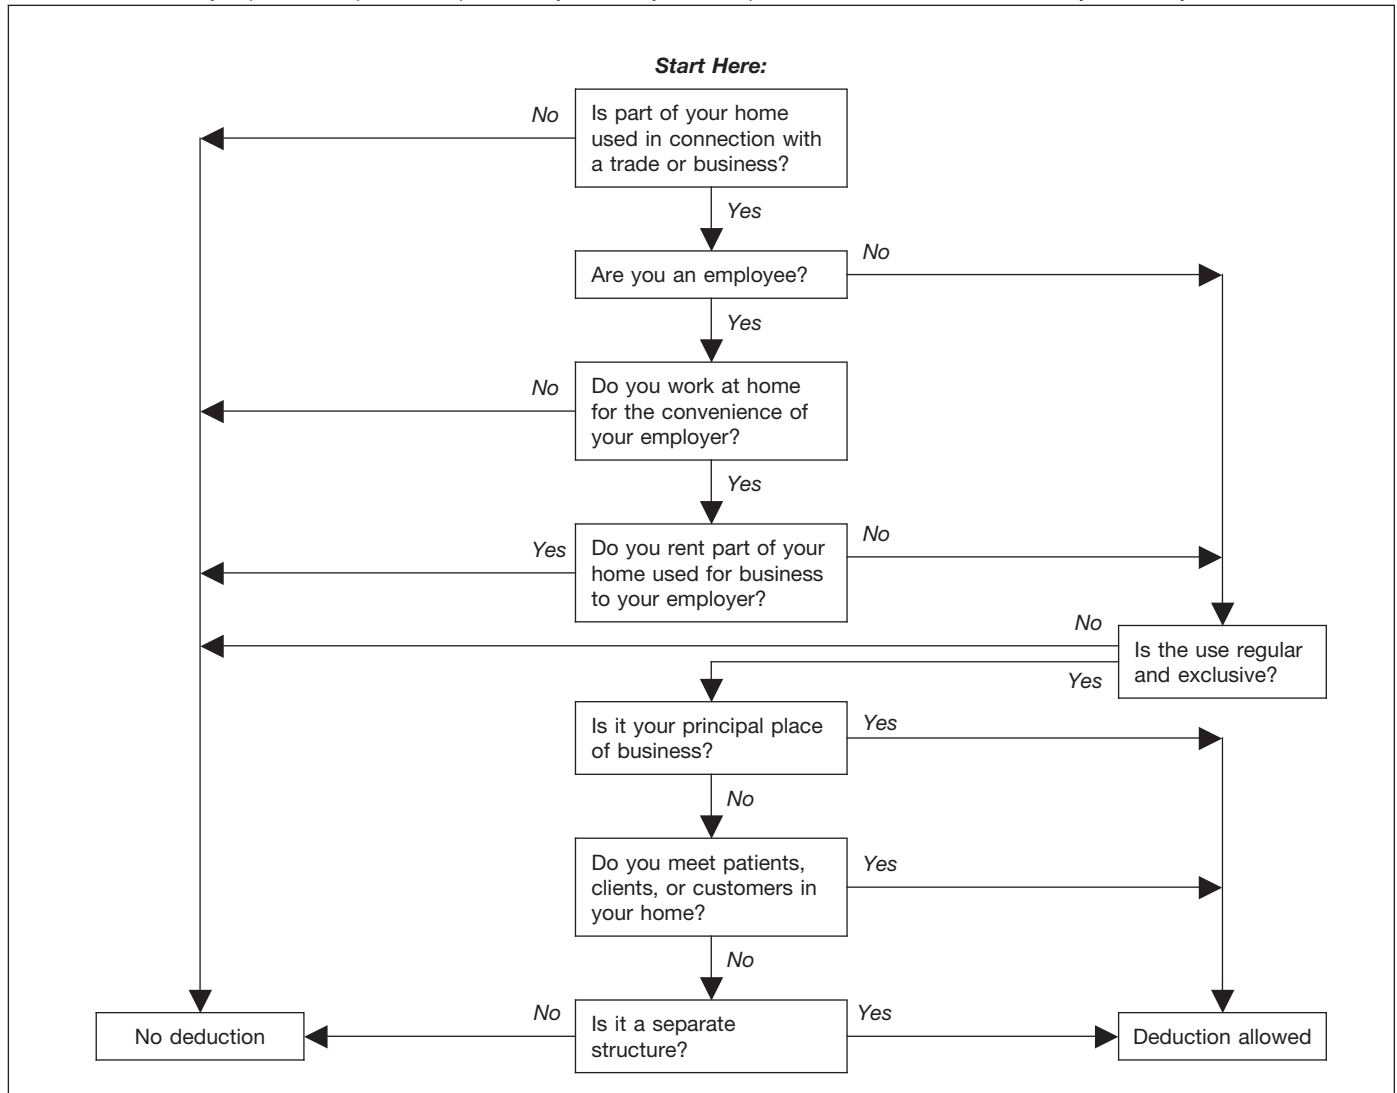 Start Here:
No
Is part of your home
used in connection with
a trade or business?
Yes
Are you an employee?
No
Yes
No
Do you work at home
for the convenience of
your employer?
Yes
Yes
Do you rent part of your
home used for business
to your employer?
No
No
Is the use regular
and exclusive?
Yes
Is it your principal place
of business?
Yes
No
Do you meet patients,
clients, or customers in
your home?
Yes
No
No deduction
No
Is it a separate
structure?
Yes
Deduction allowed